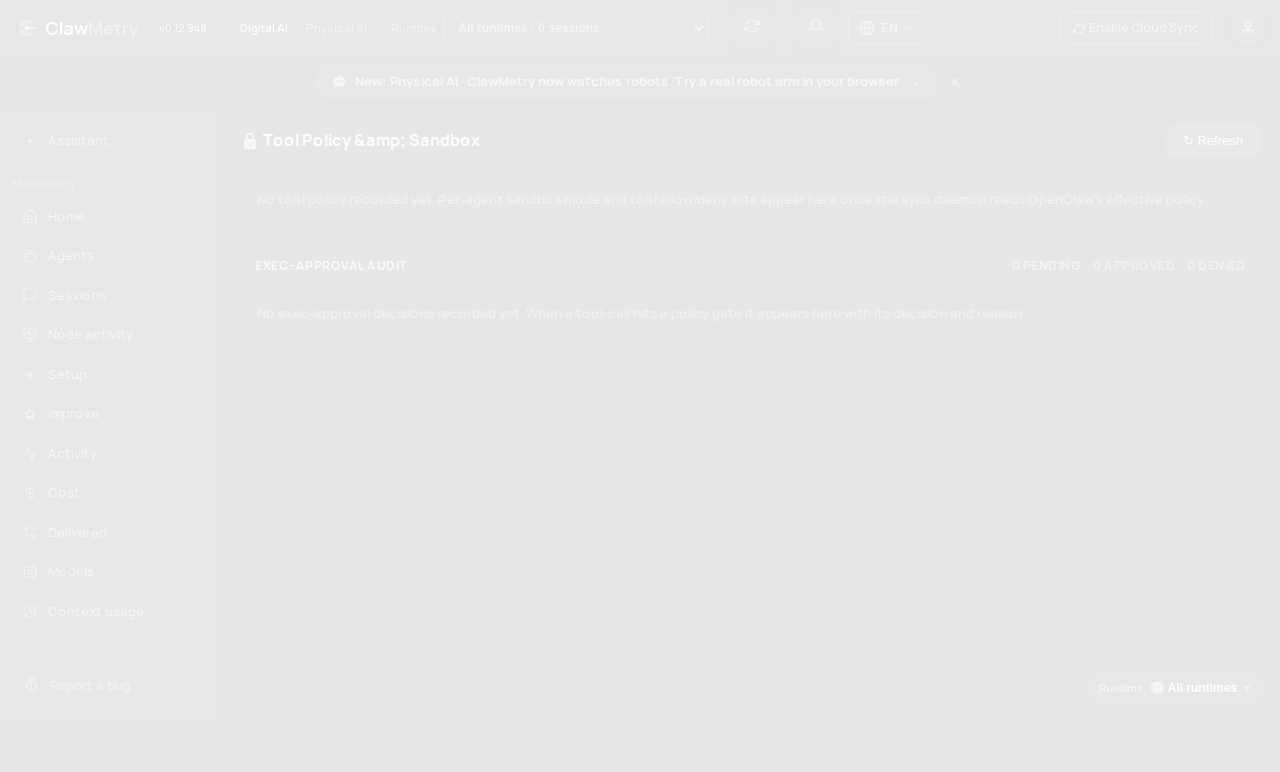 ClawMetry v0.12.948 Digital AI Physical AI Runtime All runtimes - 0 sessions EN Enable Cloud Sync
New: Physical AI · ClawMetry now watches robots. Try a real robot arm in your browser → ×
Assistant
Monitoring
Home
Agents
Sessions
Node activity
Setup
Improve
Activity
Cost
Delivered
Models
Context usage
Report a bug
🔒 Tool Policy &amp; Sandbox
↻ Refresh
No tool policy recorded yet. Per-agent sandbox mode and tool allow/deny lists appear here once the sync daemon reads OpenClaw's effective policy.
EXEC-APPROVAL AUDIT 0 PENDING 0 APPROVED 0 DENIED
No exec-approval decisions recorded yet. When a tool-call hits a policy gate it appears here with its decision and reason.
Runtime All runtimes ▾